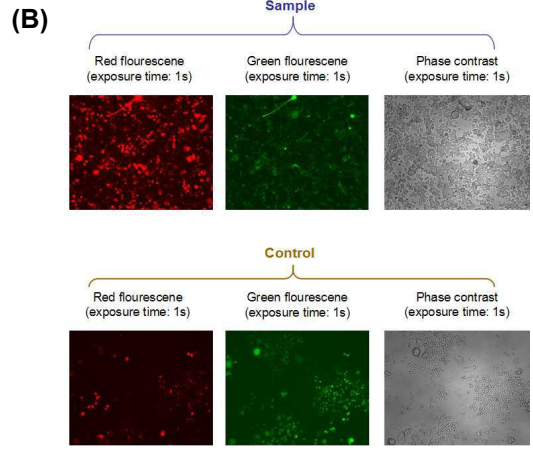 (B)
Sample
Red flourescene
(exposure time: 1s)
Green flourescene
(exposure time: 1s)
Phase contrast
(exposure time: 1s)
Control
Red flourescene
(exposure time: 1s)
Green flourescene
(exposure time: 1s)
Phase contrast
(exposure time: 1s)